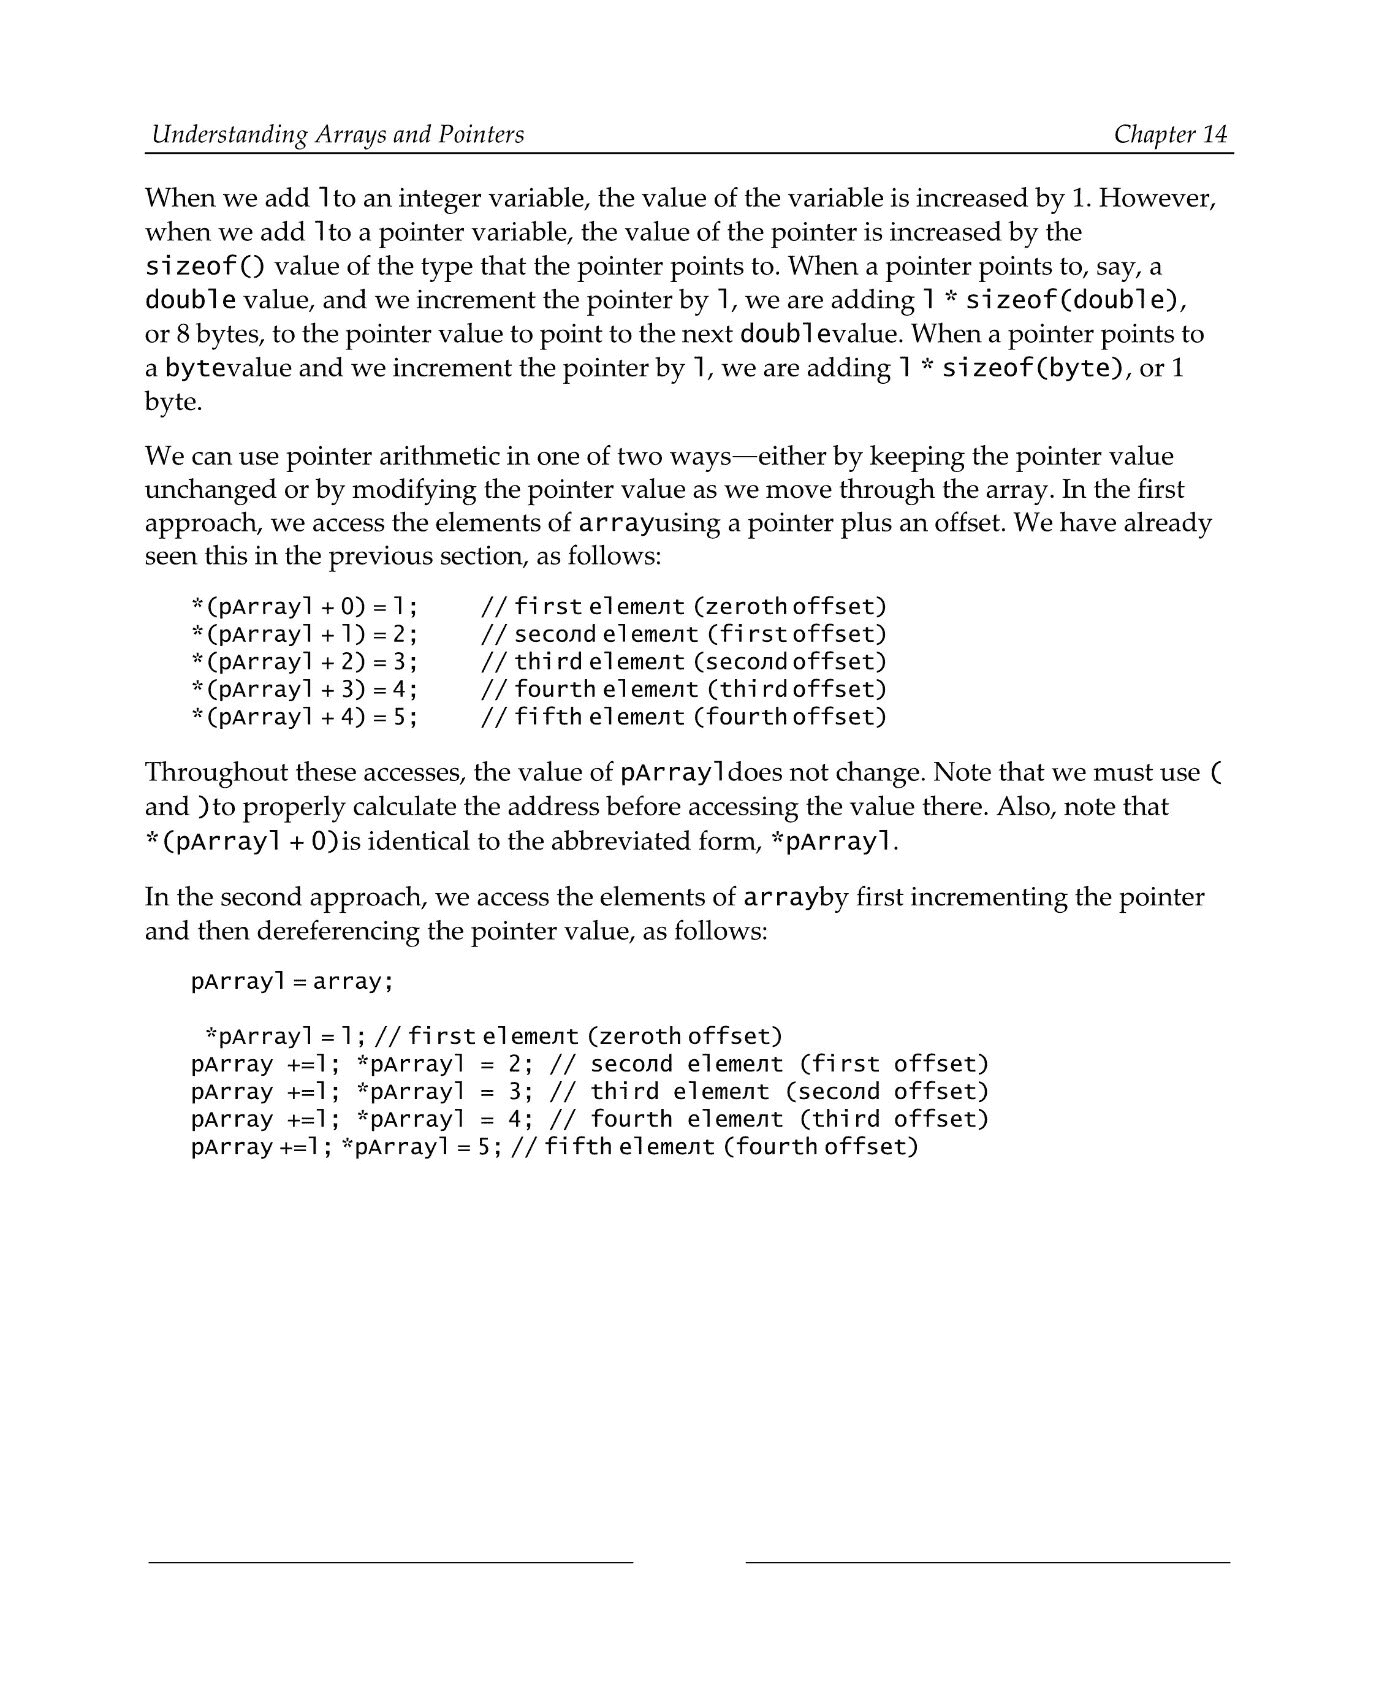 Understanding Arrays and Pointers Chapter 14
When we add 1to an integer variable, the value of the variable is increased by 1. However,
when we add 1to a pointer variable, the value of the pointer is increased by the
sizeof() value of the type that the pointer points to. When a pointer points to, say, a
double value, and we increment the pointer by 1, we are adding 1 * sizeof(double),
or 8 bytes, to the pointer value to point to the next doublevalue. When a pointer points to
a bytevalue and we increment the pointer by 1, we are adding 1 * sizeof(byte), or 1
byte.
We can use pointer arithmetic in one of two ways—either by keeping the pointer value
unchanged or by modifying the pointer value as we move through the array. In the first
approach, we access the elements of arrayusing a pointer plus an offset. We have already
seen this in the previous section, as follows:
*(pArray1 + 0) = 1; // first element (zeroth offset)
*(pArray1 + 1) = 2; // second element (first offset)
*(pArray1 + 2) = 3; // third element (second offset)
*(pArray1 + 3) = 4; // fourth element (third offset)
*(pArray1 + 4) = 5; // fifth element (fourth offset)
Throughout these accesses, the value of pArray1does not change. Note that we must use (
and )to properly calculate the address before accessing the value there. Also, note that
*(pArray1 + 0)is identical to the abbreviated form, *pArray1.
In the second approach, we access the elements of arrayby first incrementing the pointer
and then dereferencing the pointer value, as follows:
pArray1 = array;
*pArray1 = 1; // first element (zeroth offset)
pArray +=1; *pArray1 = 2; // second element (first offset)
pArray +=1; *pArray1 = 3; // third element (second offset)
pArray +=1; *pArray1 = 4; // fourth element (third offset)
pArray +=1; *pArray1 = 5; // fifth element (fourth offset)